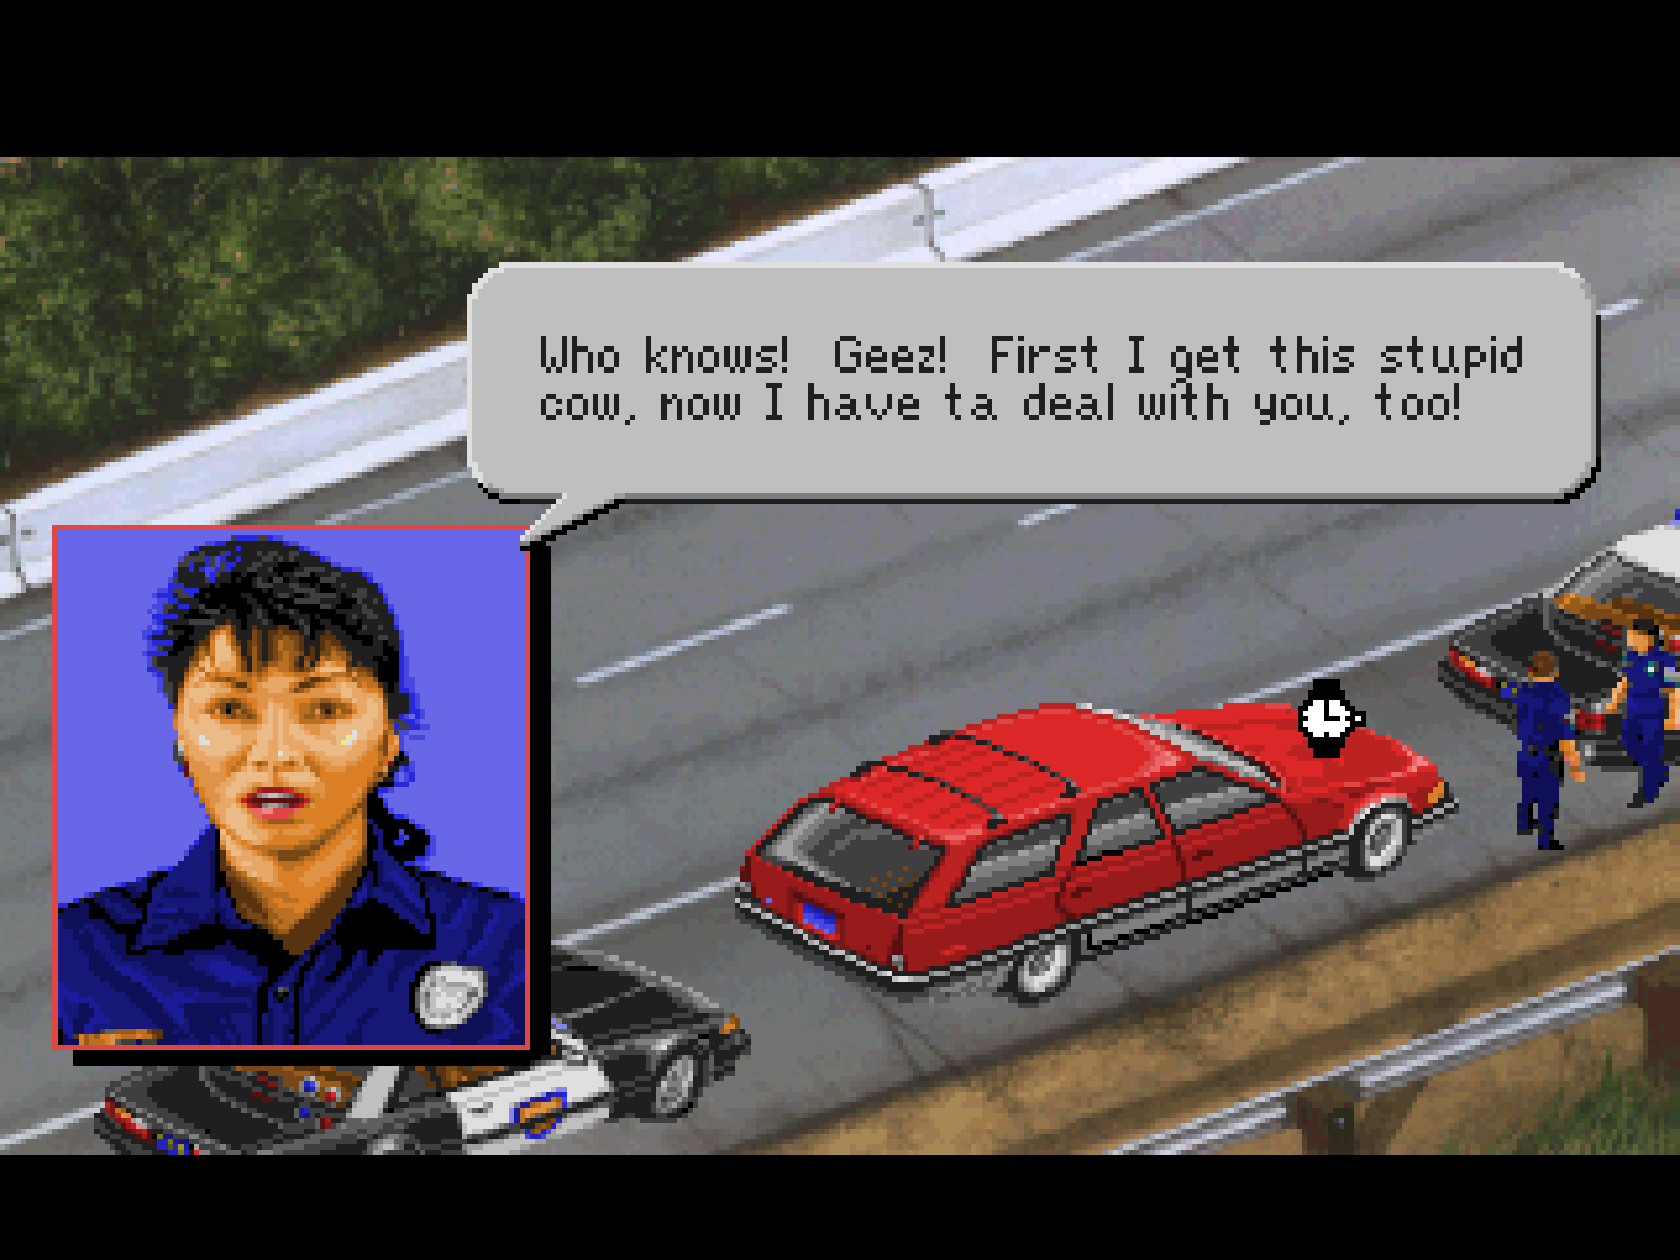 Who knows!  Geez!  First I get this stupid
cow, now I have ta deal with you, too!